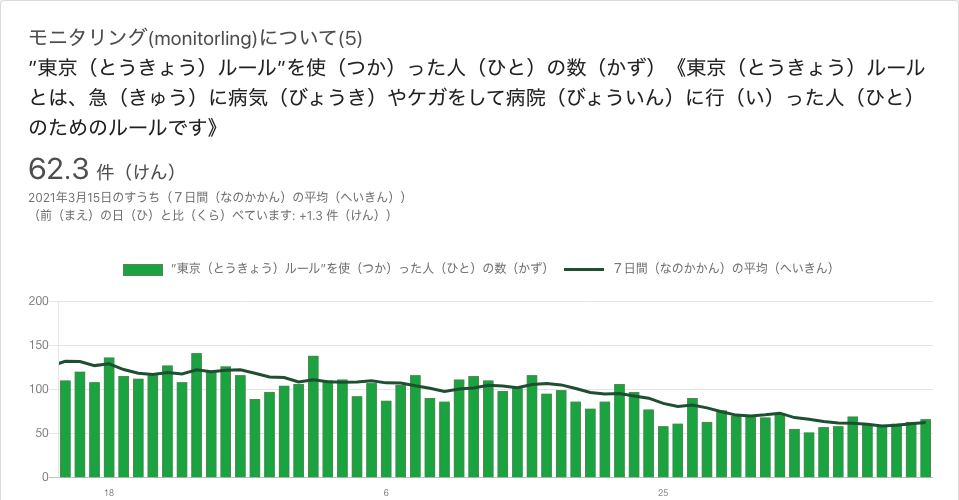 モニタリング(monitorling)について(5)
”東京（とうきょう）ルール”を使（つか）った人（ひと）の数（かず）《東京（とうきょう）ルール
とは、急（きゅう）に病気（びょうき）やケガをして病院（びょういん）に行（い）った人（ひと）
のためのルールです》
62.3 件（けん）
2021年3月15日のすうち（７日間（なのかかん）の平均（へいきん））
（前（まえ）の日（ひ）と比（くら）べています: +1.3 件（けん））
”東京（とうきょう）ルール”を使（つか）った人（ひと）の数（かず） ７日間（なのかかん）の平均（へいきん）
200
150
100
50
0
18 6 25